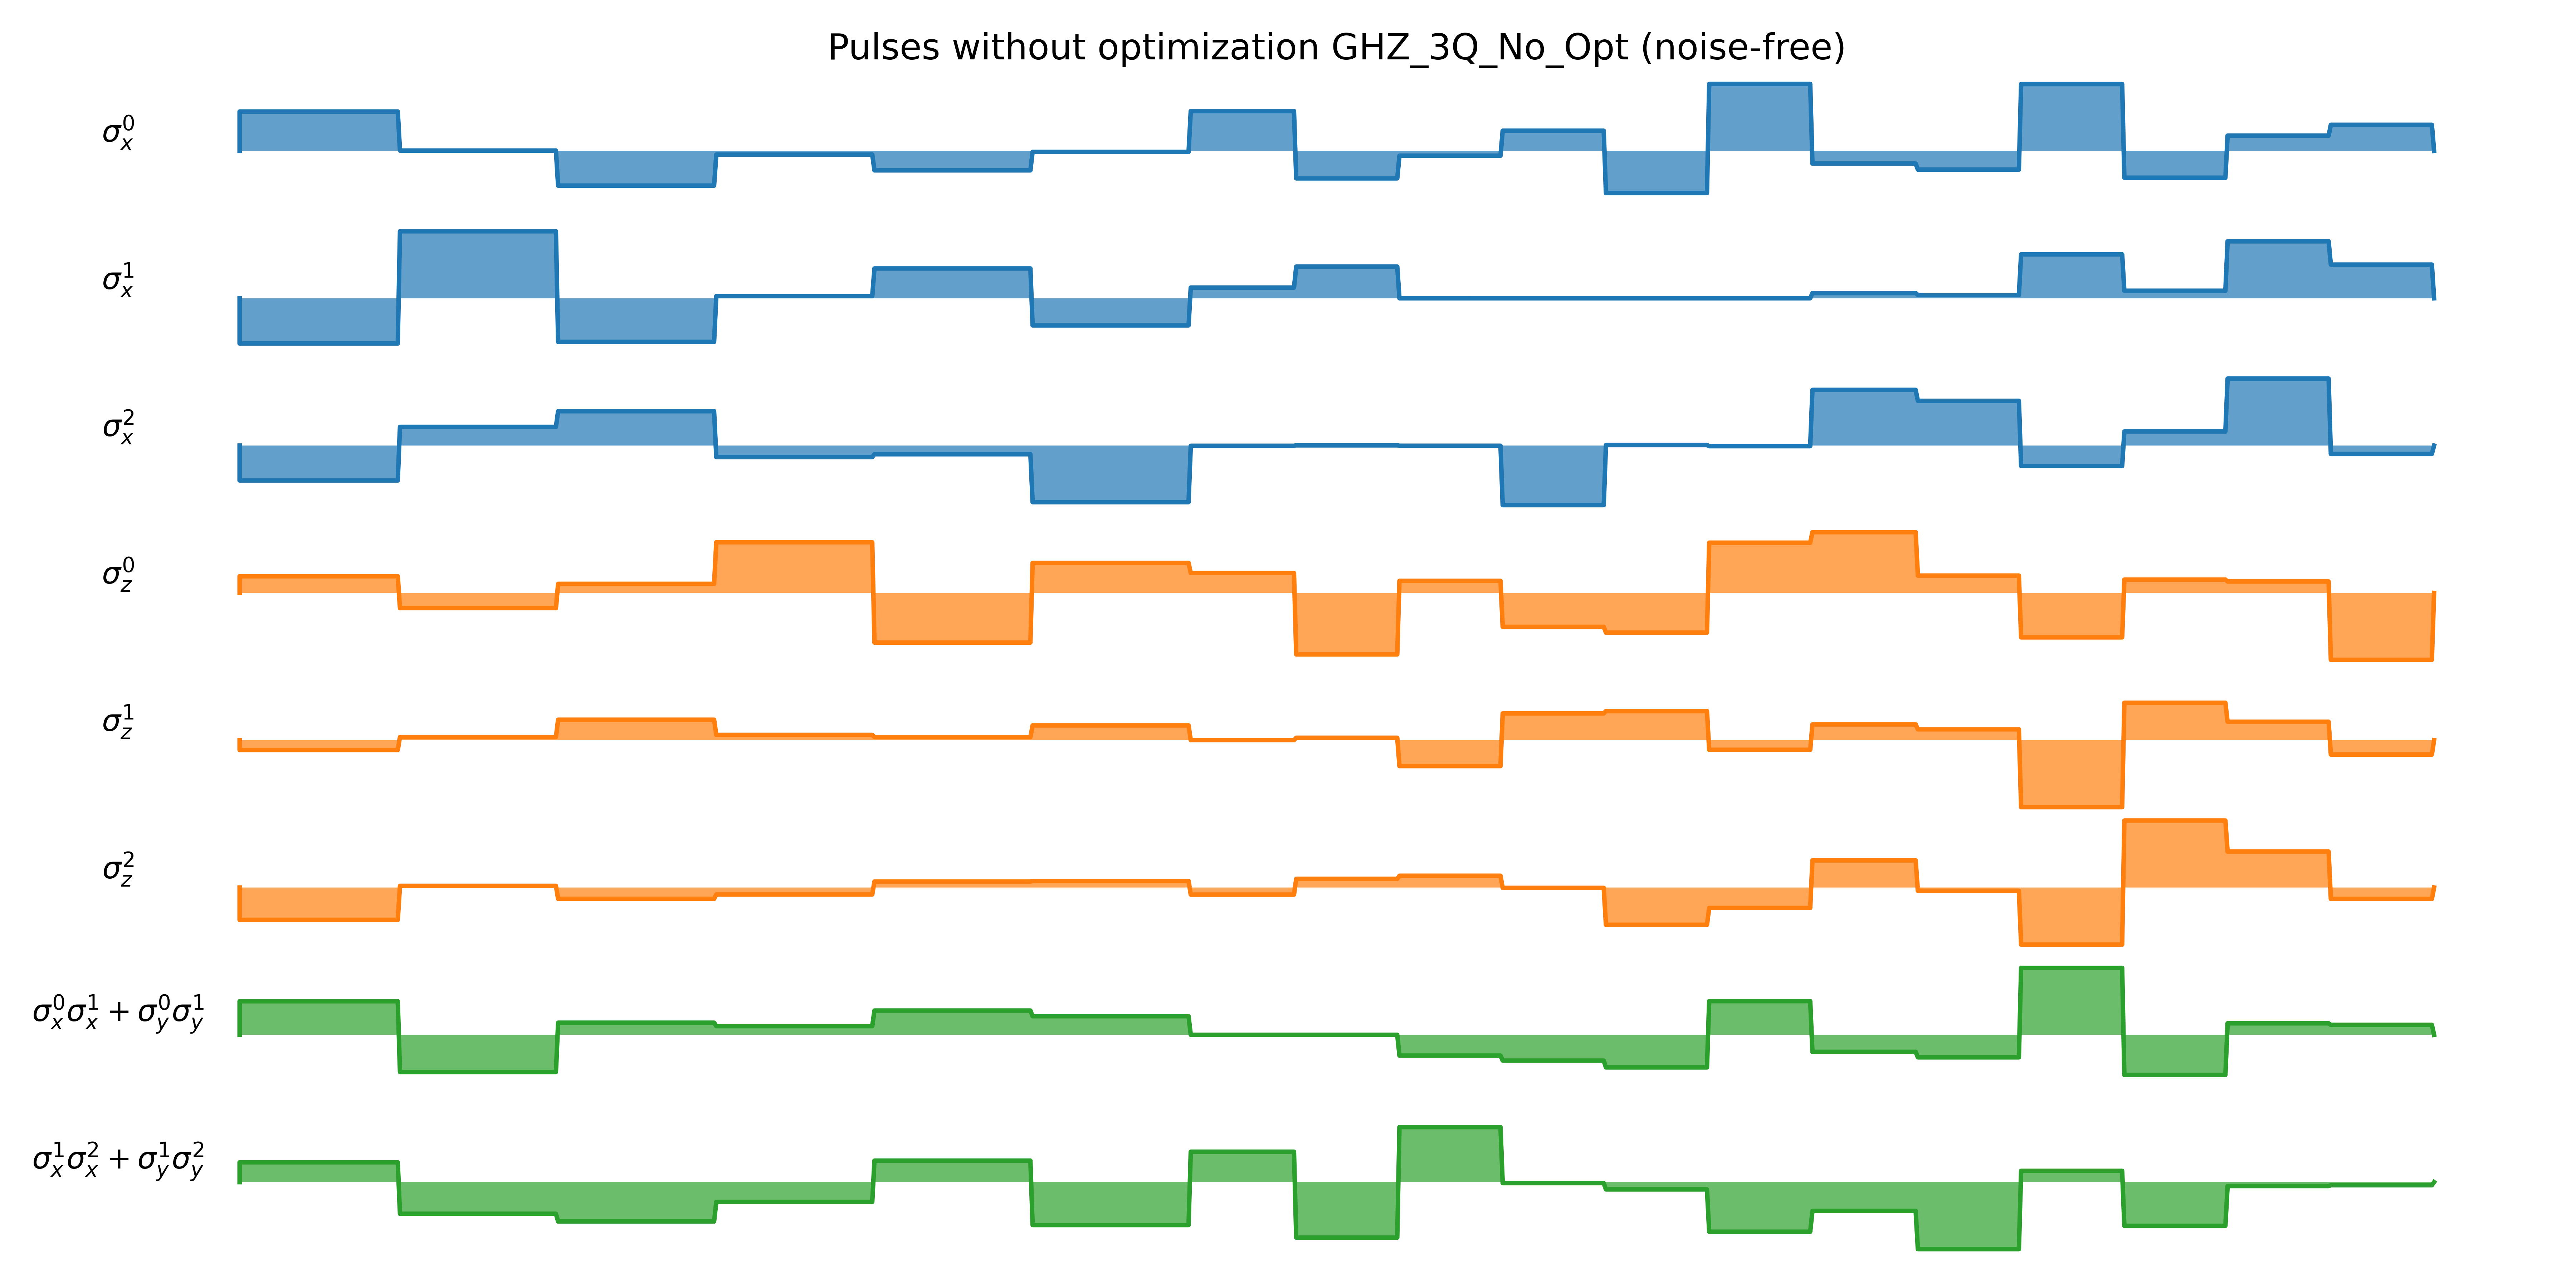 Pulses without optimization GHZ_3Q_No_Opt (noise-free)
σ_x^0
σ_x^1
σ_x^2
σ_z^0
σ_z^1
σ_z^2
σ_x^0σ_x^1 + σ_y^0σ_y^1
σ_x^1σ_x^2 + σ_y^1σ_y^2